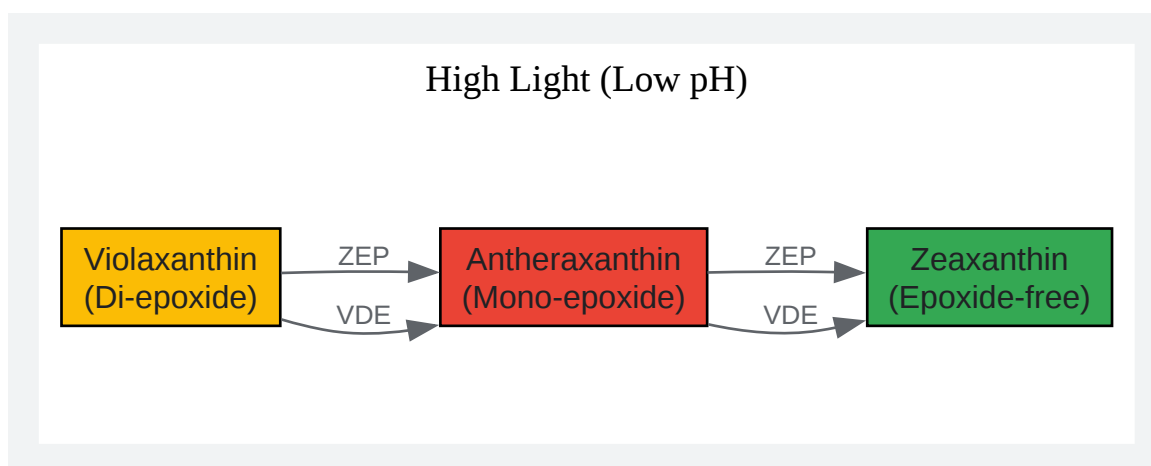 High Light (Low pH)
Violaxanthin
(Di-epoxide)
ZEP
VDE
Antheraxanthin
(Mono-epoxide)
ZEP
VDE
Zeaxanthin
(Epoxide-free)